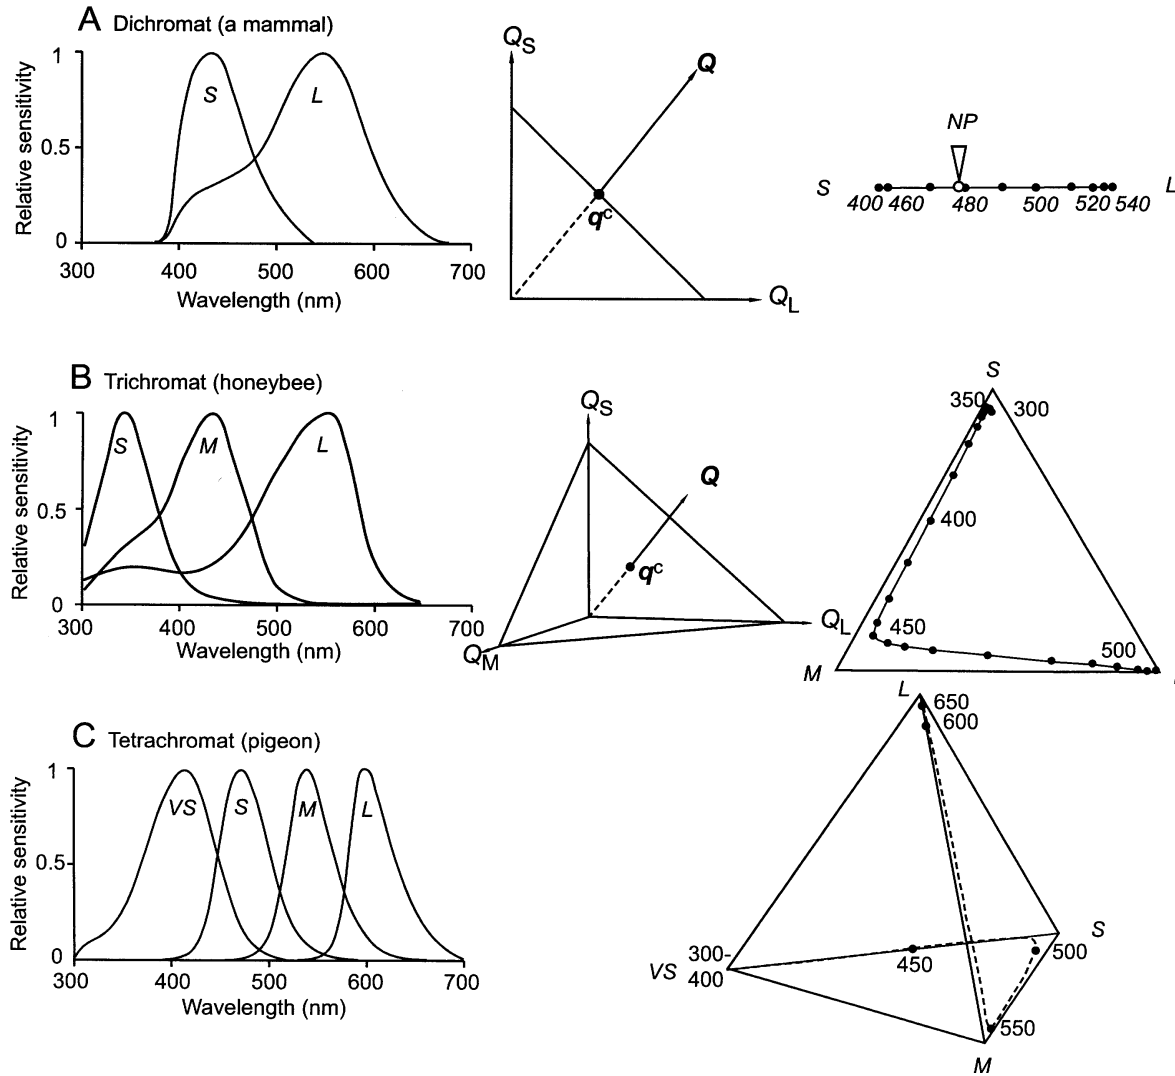 A Dichromat (a mammal)
Relative sensitivity
1
0.5
0
S
L
300 400 500 600 700
Wavelength (nm)
QS
Q
qc
QL
NP
S
L
400 460 480 500 520 540
B Trichromat (honeybee)
Relative sensitivity
1
0.5
0
S
M
L
300 400 500 600 700
Wavelength (nm)
QS
Q
qc
QL
QM
S
350 300
400
450
500
M
C Tetrachromat (pigeon)
Relative sensitivity
1
0.5
0
VS
S
M
L
300 400 500 600 700
Wavelength (nm)
L
650
600
S
500
300-
VS
400
450
550
M